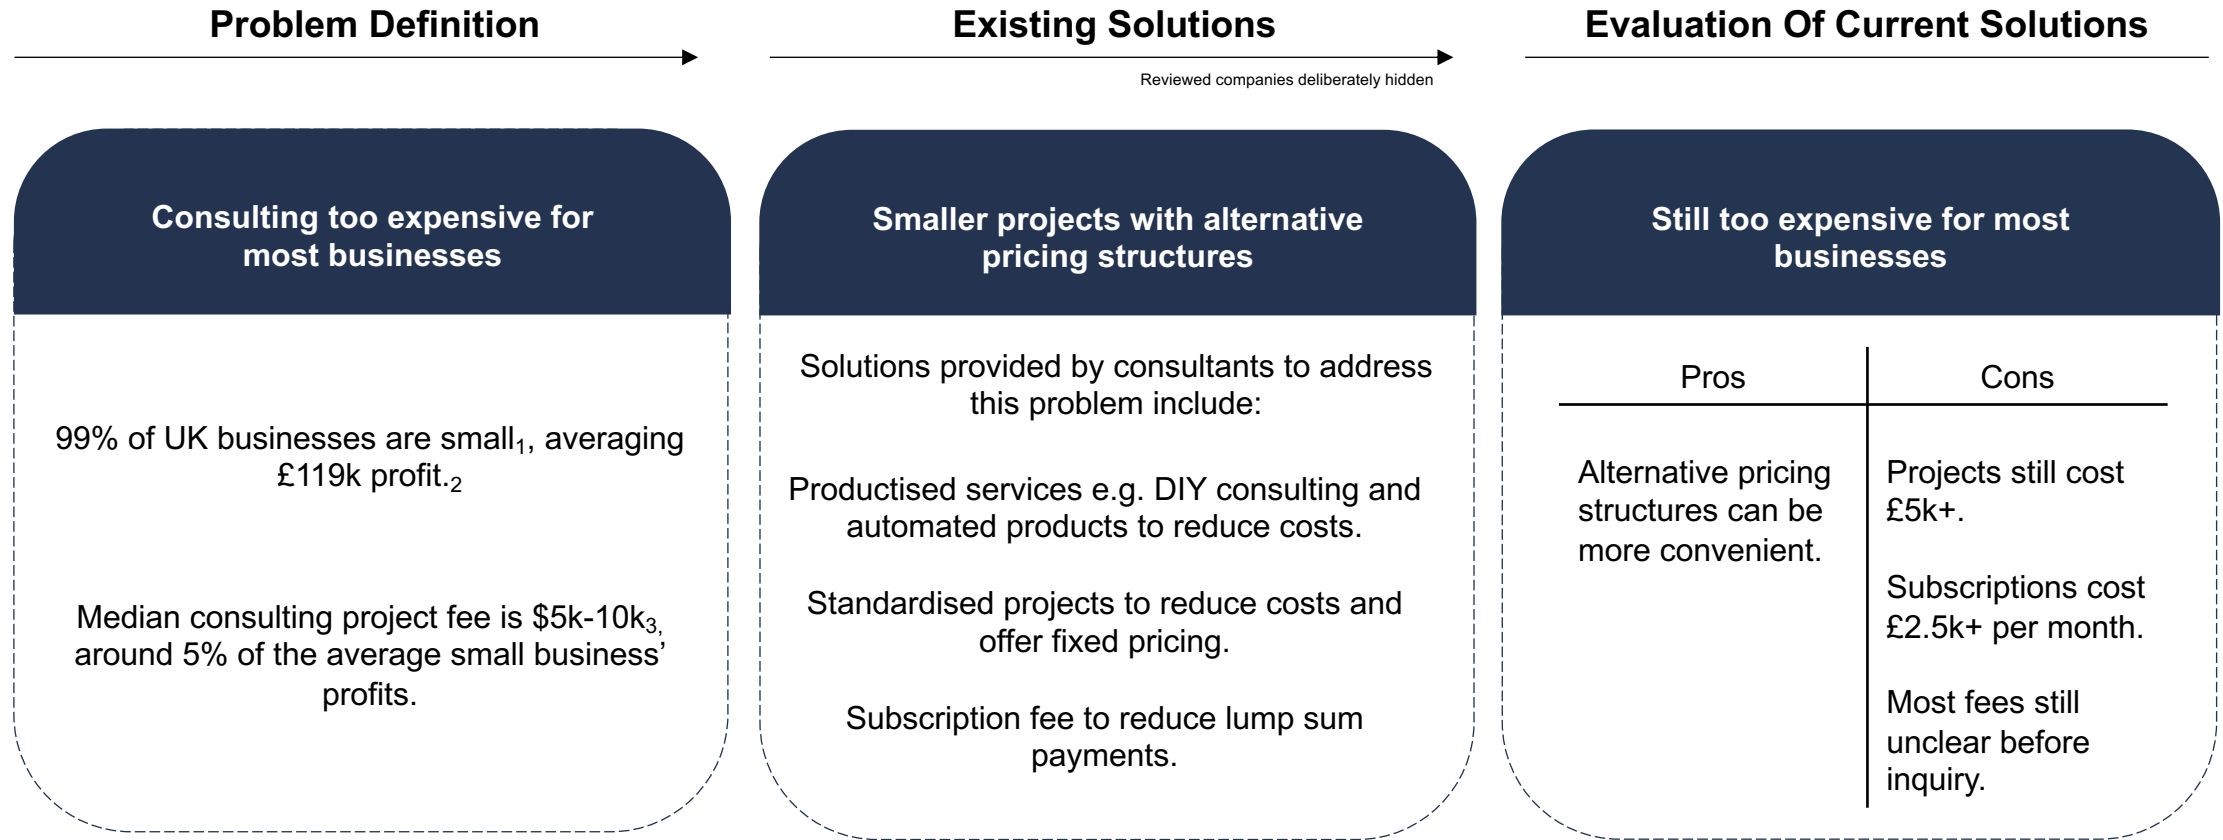 Problem Definition
Consulting too expensive for
most businesses
99% of UK businesses are small1, averaging
£119k profit.2
Median consulting project fee is $5k-10k3,
around 5% of the average small business’
profits.
Existing Solutions
Reviewed companies deliberately hidden
Smaller projects with alternative
pricing structures
Solutions provided by consultants to address
this problem include:
Productised services e.g. DIY consulting and
automated products to reduce costs.
Standardised projects to reduce costs and
offer fixed pricing.
Subscription fee to reduce lump sum
payments.
Evaluation Of Current Solutions
Still too expensive for most
businesses
Pros
Alternative pricing
structures can be
more convenient.
Cons
Projects still cost
£5k+.
Subscriptions cost
£2.5k+ per month.
Most fees still
unclear before
inquiry.